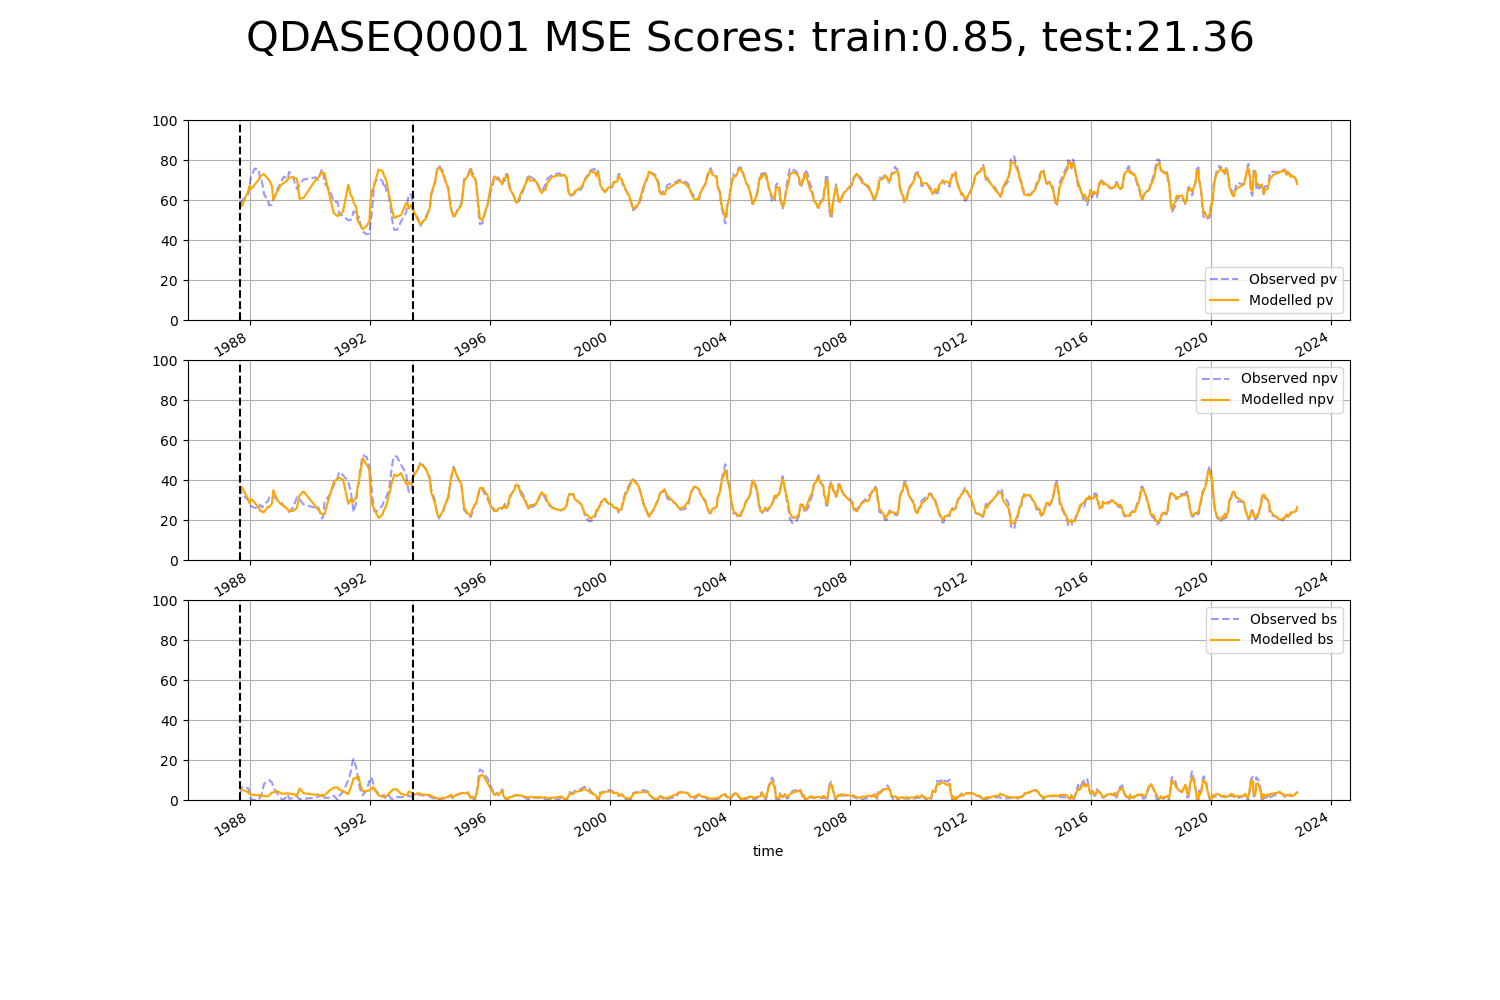 QDASEQ0001 MSE Scores: train:0.85, test:21.36
100
80
60
40
20
0
Observed pv
Modelled pv
1988 1992 1996 2000 2004 2008 2012 2016 2020 2024
100
80
60
40
20
0
Observed npv
Modelled npv
1988 1992 1996 2000 2004 2008 2012 2016 2020 2024
100
80
60
40
20
0
Observed bs
Modelled bs
1988 1992 1996 2000 2004 2008 2012 2016 2020 2024
time